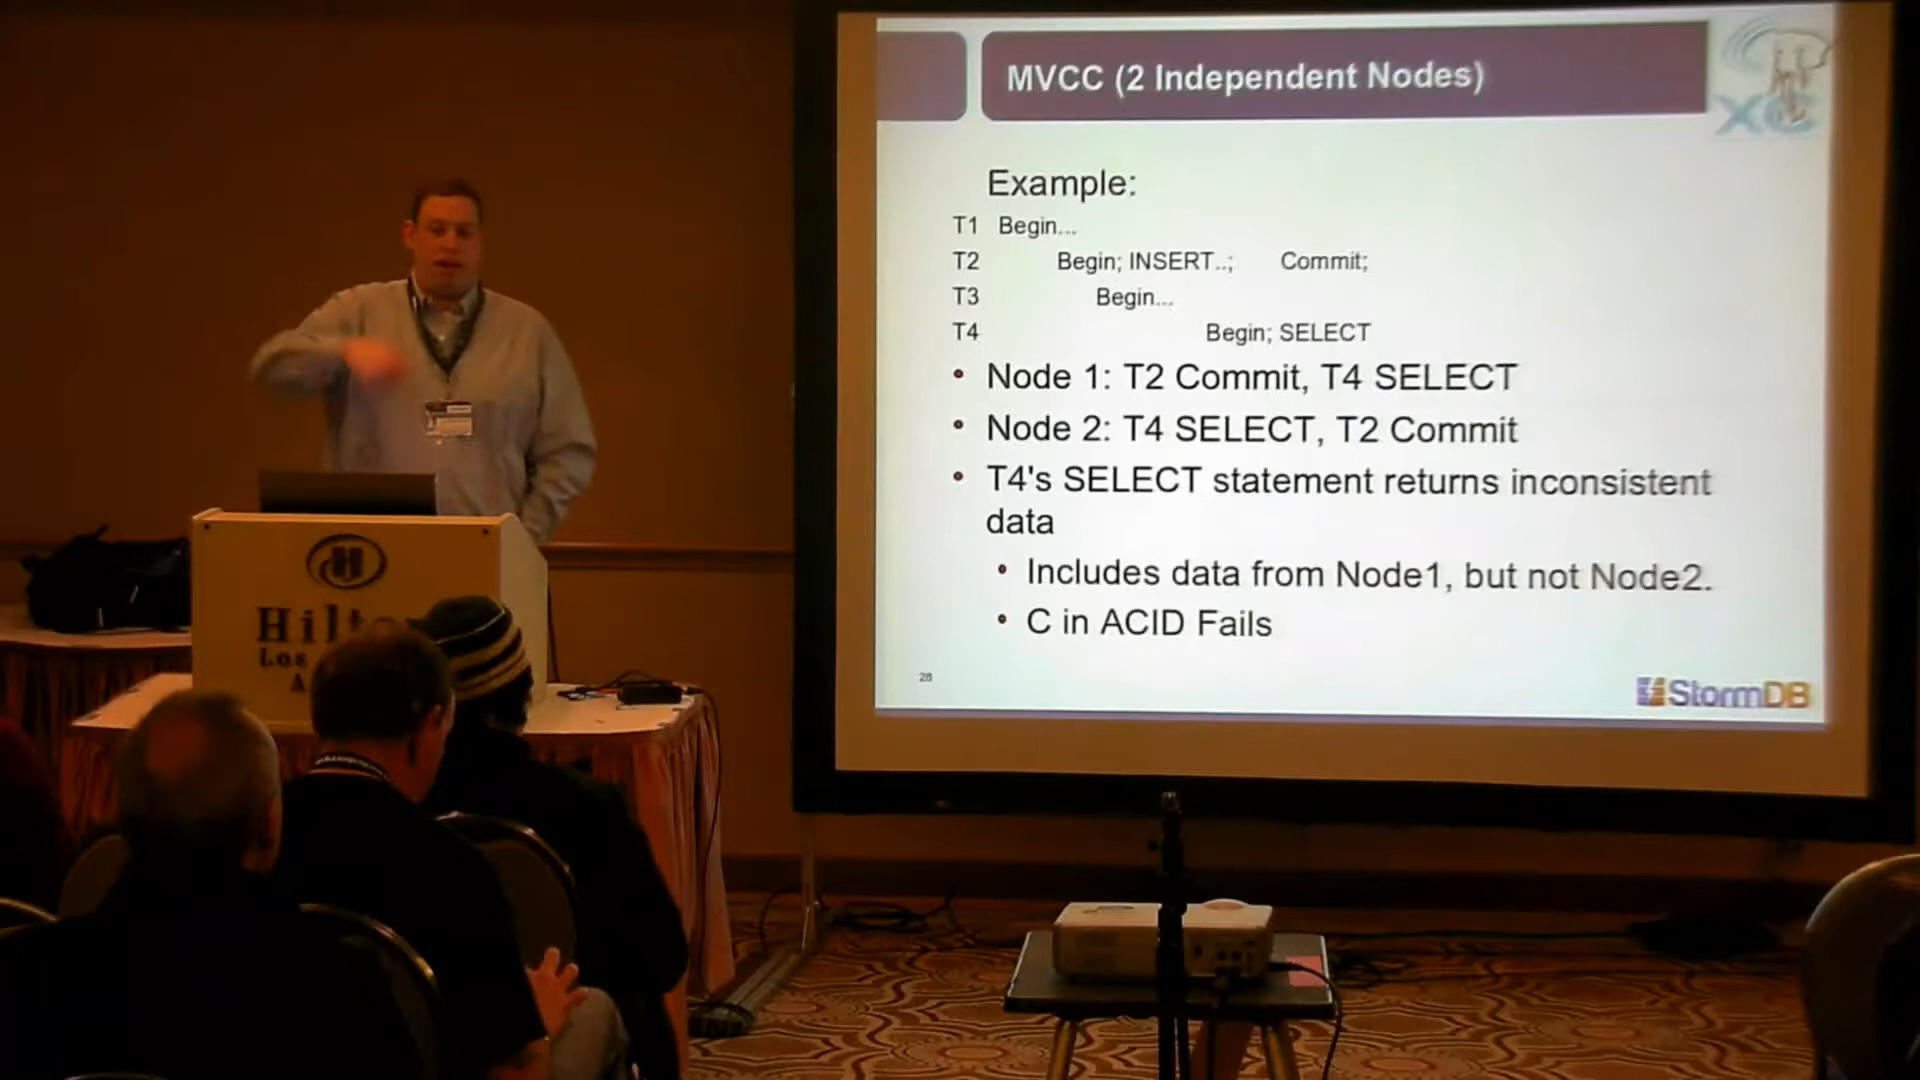 MVCC (2 Independent Nodes)
XC
Example:
T1 Begin...
T2 Begin; INSERT..; Commit;
T3 Begin...
T4 Begin; SELECT
• Node 1: T2 Commit, T4 SELECT
• Node 2: T4 SELECT, T2 Commit
• T4's SELECT statement returns inconsistent
data
• Includes data from Node1, but not Node2.
• C in ACID Fails
StormDB
H
Los